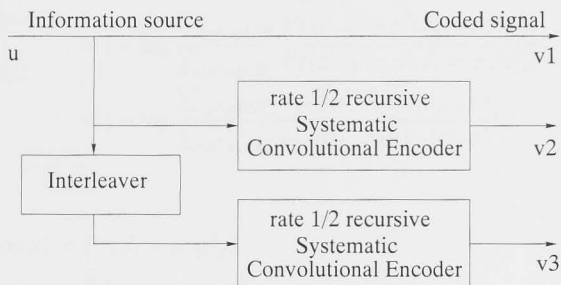 Information source
Coded signal
u
v1
rate 1/2 recursive
Systematic
Convolutional Encoder
v2
Interleaver
rate 1/2 recursive
Systematic
Convolutional Encoder
v3